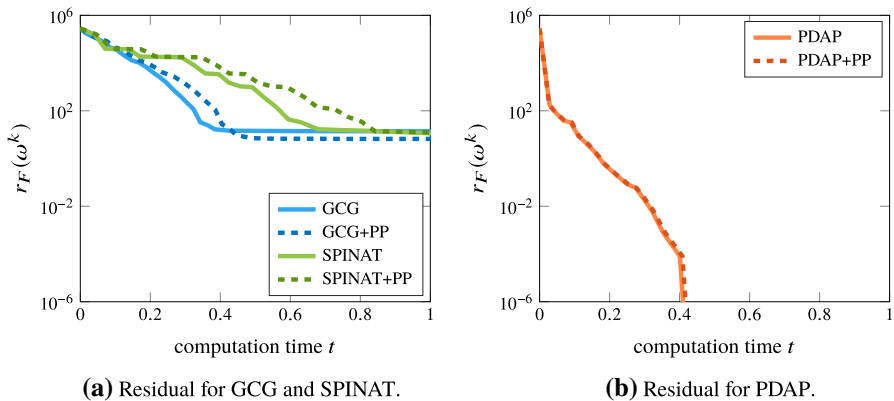 10^6
10^2
10^−2
10^−6
r_F(ω^k)
GCG
GCG+PP
SPINAT
SPINAT+PP
0 0.2 0.4 0.6 0.8 1
computation time t
(a) Residual for GCG and SPINAT.
10^6
10^2
10^−2
10^−6
r_F(ω^k)
PDAP
PDAP+PP
0 0.2 0.4 0.6 0.8 1
computation time t
(b) Residual for PDAP.